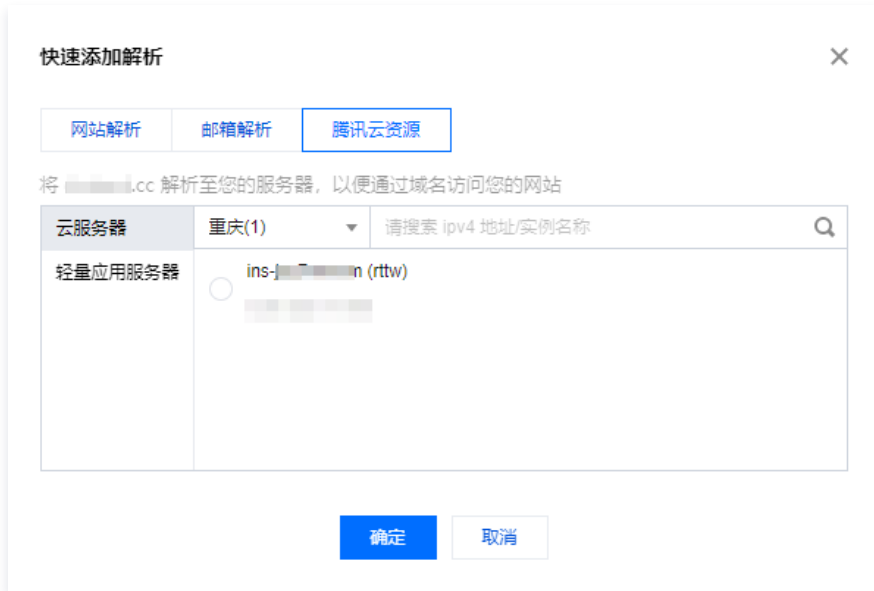 快速添加解析
网站解析 邮箱解析 腾讯云资源
将 .cc 解析至您的服务器，以便通过域名访问您的网站
云服务器 重庆(1) 请搜索 ipv4 地址/实例名称
轻量应用服务器 ins- m (rttw)
确定 取消